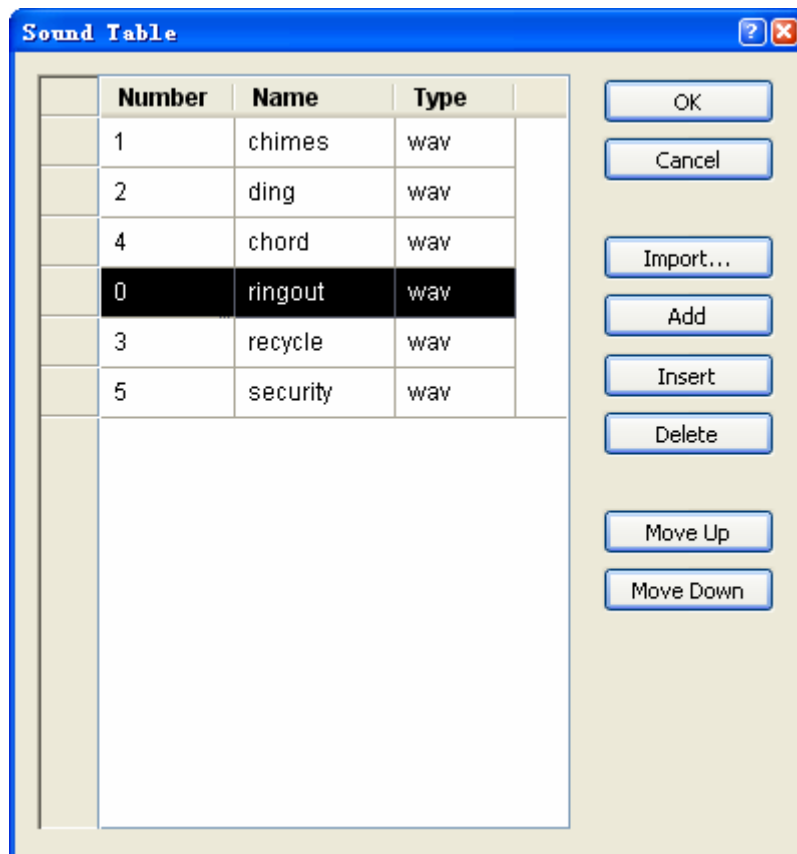 Sound Table
Number Name Type
1 chimes wav
2 ding wav
4 chord wav
0 ringout wav
3 recycle wav
5 security wav
OK
Cancel
Import...
Add
Insert
Delete
Move Up
Move Down